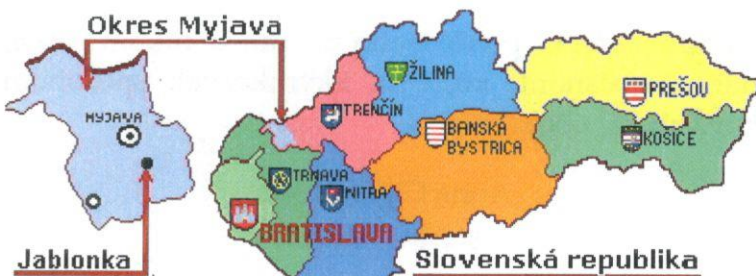 Okres Myjava
MYJAVA
Jablonka
ŽILINA
TRENČÍN
PREŠOV
BANSKÁ
BYSTRICA
KOŠICE
TRNAVA
NITRA
BRATISLAVA
Slovenská republika